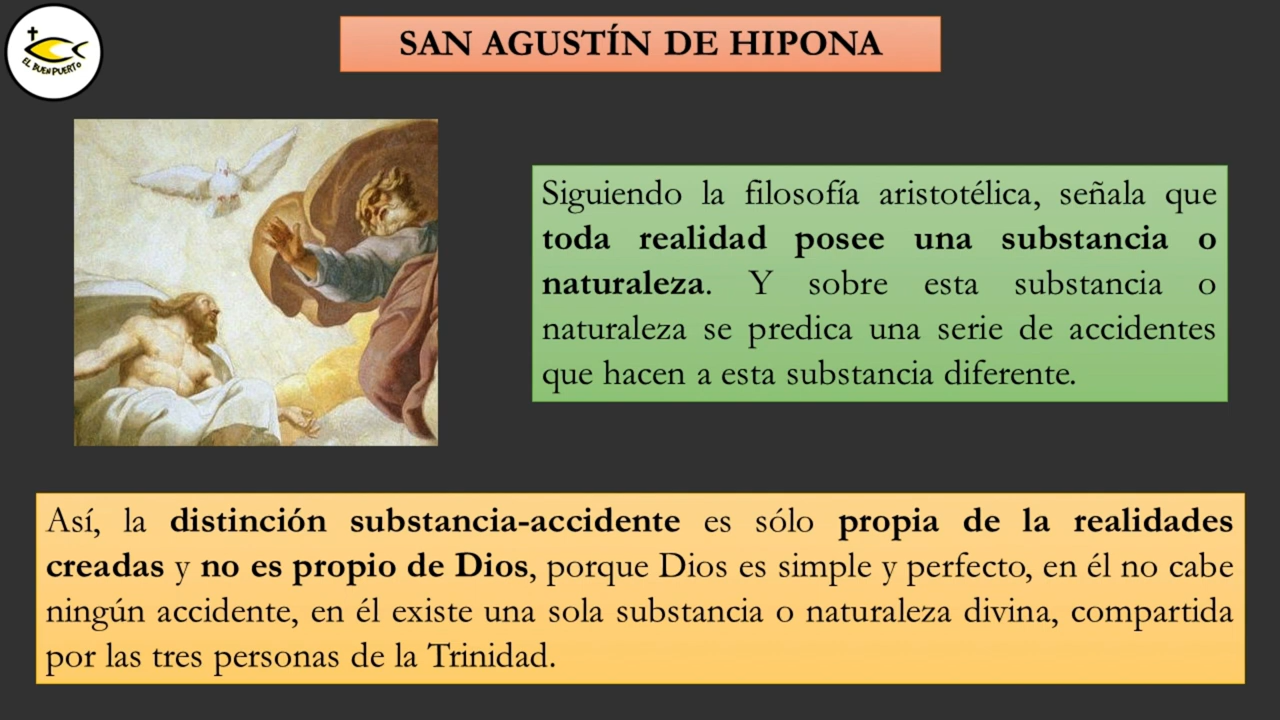 EL BUEN PUERTO
SAN AGUSTÍN DE HIPONA
Siguiendo la filosofía aristotélica, señala que
toda realidad posee una substancia o
naturaleza. Y sobre esta substancia o
naturaleza se predica una serie de accidentes
que hacen a esta substancia diferente.
Así, la distinción substancia-accidente es sólo propia de la realidades
creadas y no es propio de Dios, porque Dios es simple y perfecto, en él no cabe
ningún accidente, en él existe una sola substancia o naturaleza divina, compartida
por las tres personas de la Trinidad.